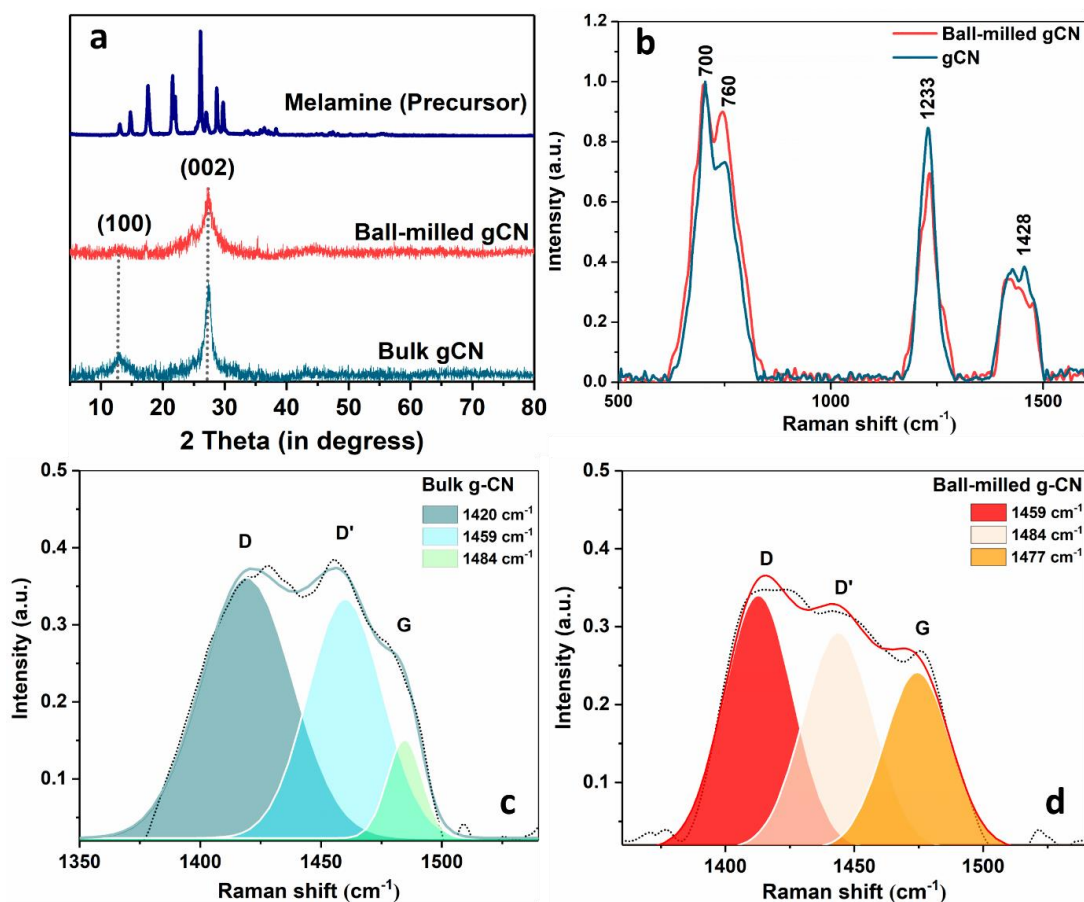 a
Melamine (Precursor)
(002)
(100)
Ball-milled gCN
Bulk gCN
10 20 30 40 50 60 70 80
2 Theta (in degress)
b
Ball-milled gCN
gCN
700
760
1233
1428
1.2
1.0
0.8
0.6
0.4
0.2
0.0
Intensity (a.u.)
500 1000 1500
Raman shift (cm-1)
Bulk g-CN
1420 cm-1
1459 cm-1
1484 cm-1
D
D'
G
c
0.5
0.4
0.3
0.2
0.1
Intensity (a.u.)
1350 1400 1450 1500
Raman shift (cm-1)
Ball-milled g-CN
1459 cm-1
1484 cm-1
1477 cm-1
D
D'
G
d
0.5
0.4
0.3
0.2
0.1
Intensity (a.u.)
1400 1450 1500
Raman shift (cm-1)